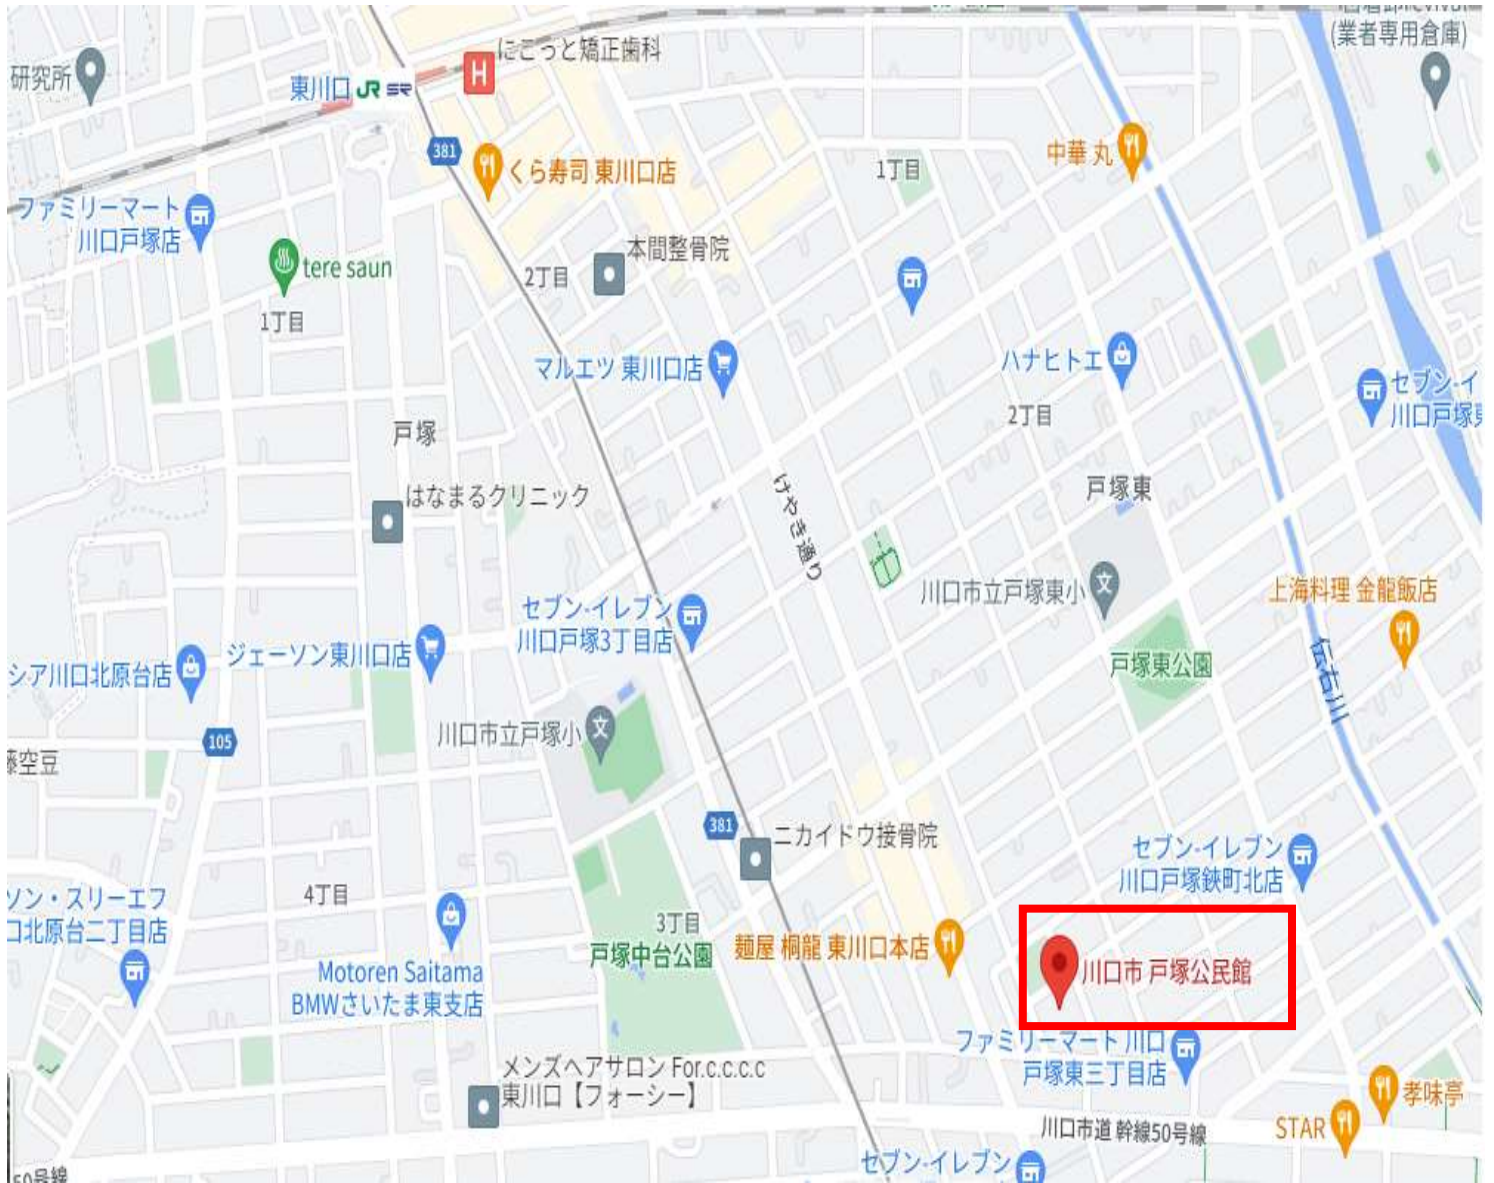 (業者専用倉庫)
にこっと矯正歯科
研究所
東川口 JR SR
H
381
くら寿司 東川口店
中華 丸
1丁目
ファミリーマート
川口戸塚店
tere saun
1丁目
本間整骨院
2丁目
マルエツ 東川口店
ハナヒトエ
2丁目
セブン-イ
川口戸塚東
戸塚
はなまるクリニック
けやき通り
戸塚東
川口市立戸塚東小
文
上海料理 金龍飯店
セブン-イレブン
川口戸塚3丁目店
ジェーソン東川口店
シア川口北原台店
戸塚東公園
伝右川
川口市立戸塚小
文
105
藤空豆
381
ニカイドウ接骨院
セブン-イレブン
川口戸塚鋏町北店
4丁目
ソン・スリーエフ
口北原台二丁目店
3丁目
戸塚中台公園
麺屋 桐龍 東川口本店
川口市 戸塚公民館
Motoren Saitama
BMWさいたま東支店
ファミリーマート 川口
戸塚東三丁目店
メンズヘアサロン For.c.c.c.c
東川口【フォーシー】
孝味亭
川口市道 幹線50号線
STAR
セブン-イレブン
50号線